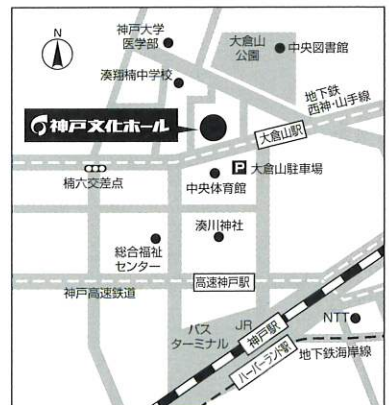 N
神戸大学
医学部
大倉山
公園
中央図書館
湊翔楠中学校
地下鉄
西神・山手線
神戸文化ホール
大倉山駅
P 大倉山駐車場
楠六交差点
中央体育館
湊川神社
総合福祉
センター
高速神戸駅
神戸高速鉄道
バス
ターミナル
JR
神戸駅
NTT
ハーバーランド駅
地下鉄海岸線